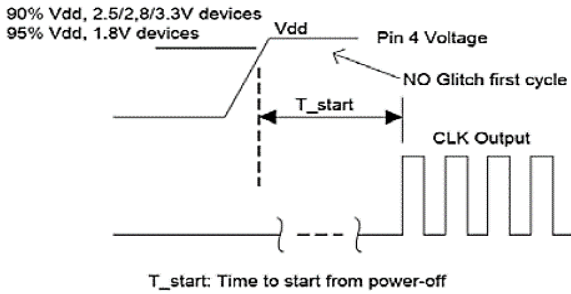 90% Vdd, 2.5/2,8/3.3V devices
95% Vdd, 1.8V devices
Vdd
Pin 4 Voltage
NO Glitch first cycle
T_start
CLK Output
T_start: Time to start from power-off